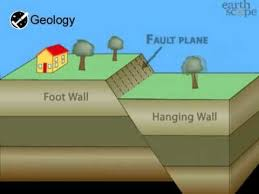 Geology
earth
scope
FAULT PLANE
Foot Wall
Hanging Wall